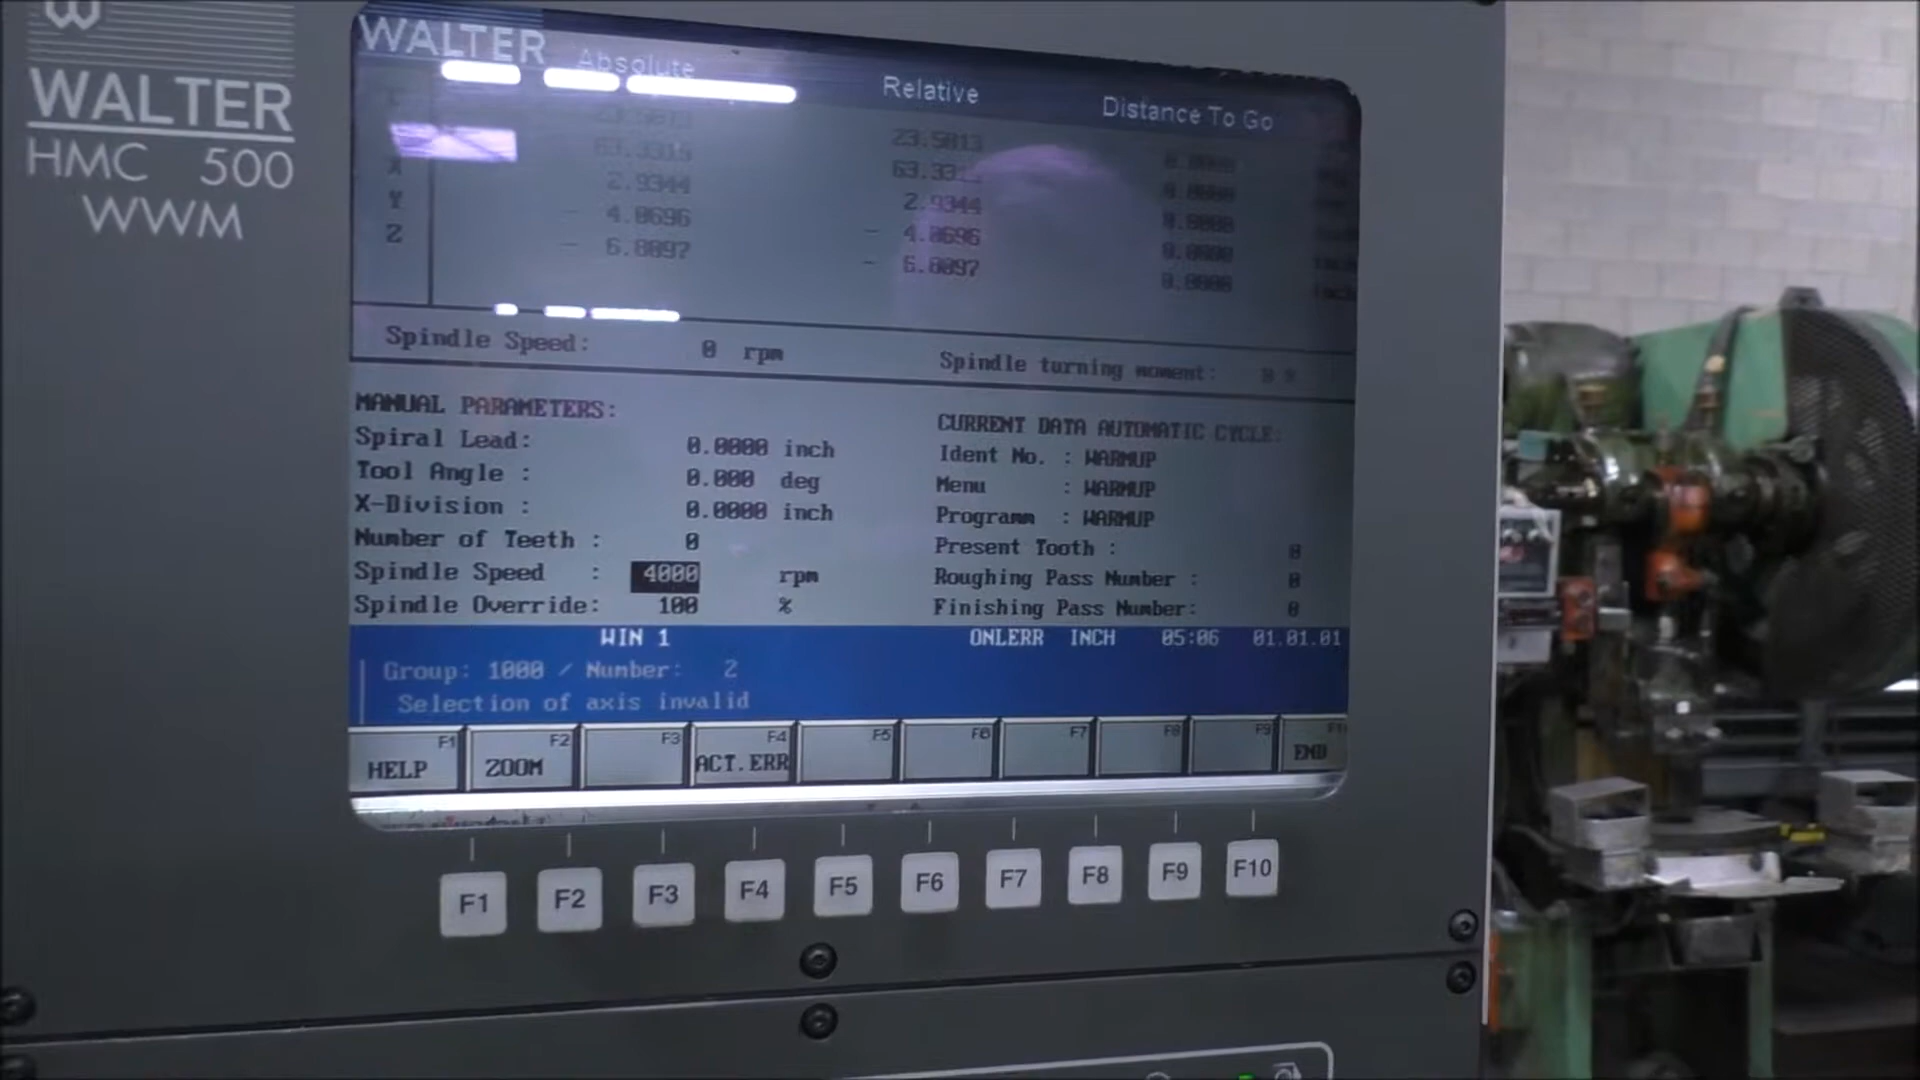 WALTER
HMC 500
WWM
WALTER
Absolute Relative Distance To Go
23.5013 23.5013 0.0000
63.3315 0.0000
X 2.9344 2.9344 0.0000
Y - 4.0696 - 4.0696 0.0000
Z - 6.8097 - 6.8097 0.0000
Spindle Speed: 0 rpm Spindle turning moment: 0 %
MANUAL PARAMETERS:
Spiral Lead: 0.0000 inch
Tool Angle : 0.000 deg
X-Division : 0.0000 inch
Number of Teeth : 0
Spindle Speed : 4000 rpm
Spindle Override: 100 %
CURRENT DATA AUTOMATIC CYCLE:
Ident No. : WARMUP
Menu : WARMUP
Programm : WARMUP
Present Tooth : 0
Roughing Pass Number : 0
Finishing Pass Number: 0
WIN 1 ONLERR INCH 05:06 01.01.01
Group: 1000 / Number: 2
Selection of axis invalid
F1 F2 F3 F4 F5 F6 F7 F8 F9
HELP ZOOM ACT.ERR END
F1 F2 F3 F4 F5 F6 F7 F8 F9 F10